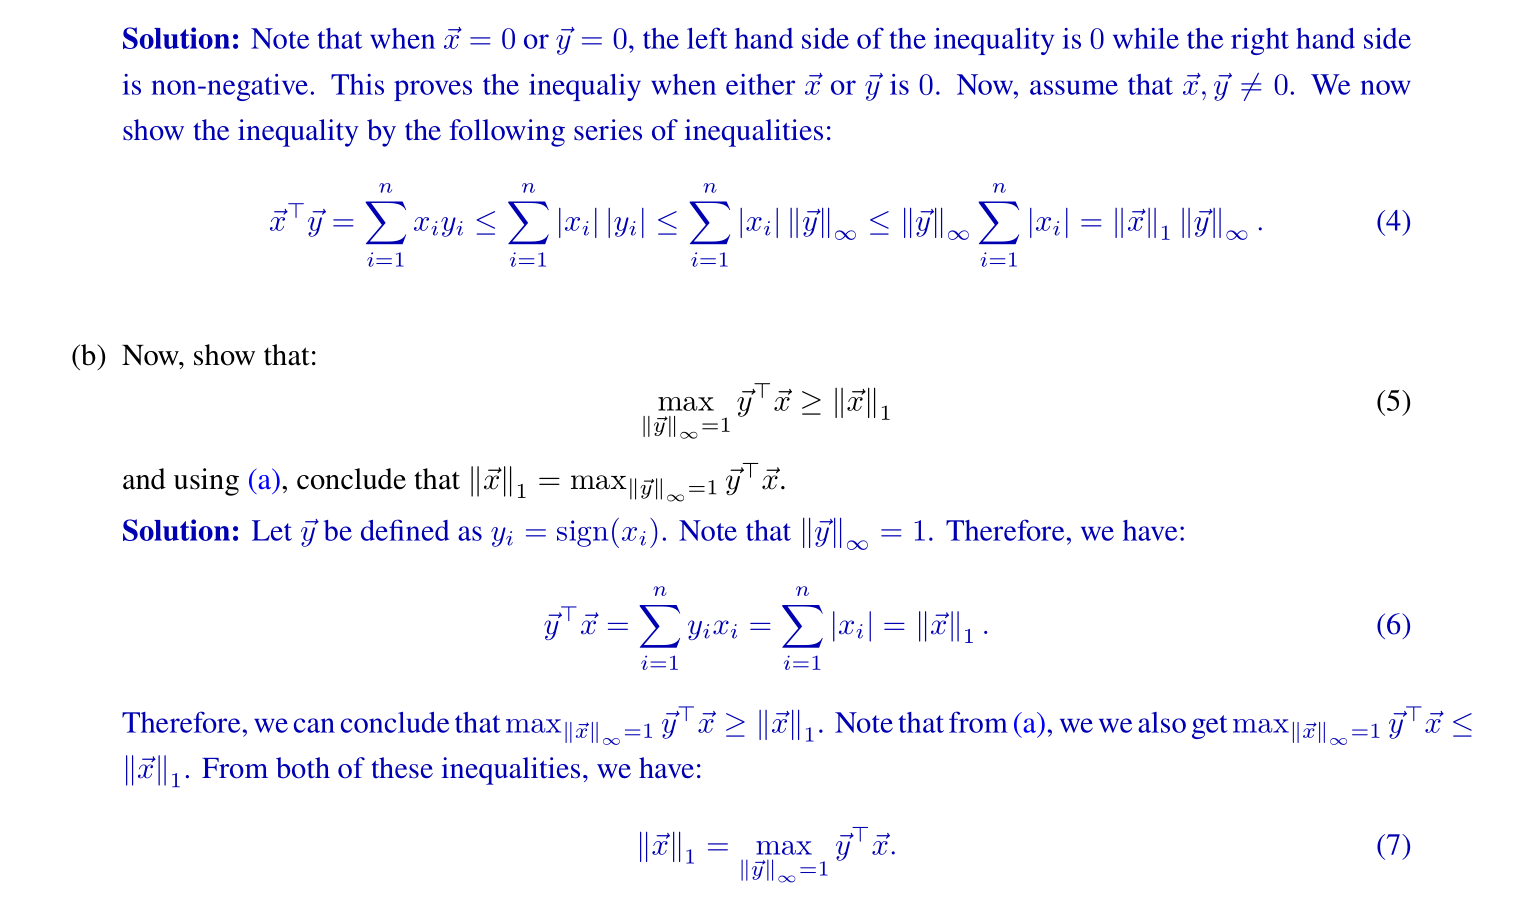 Solution: Note that when $\vec{x} = 0$ or $\vec{y} = 0$, the left hand side of the inequality is 0 while the right hand side
is non-negative. This proves the inequaliy when either $\vec{x}$ or $\vec{y}$ is 0. Now, assume that $\vec{x}, \vec{y} \neq 0$. We now
show the inequality by the following series of inequalities:
$\vec{x}^\top \vec{y} = \sum_{i=1}^{n} x_i y_i \leq \sum_{i=1}^{n} |x_i| |y_i| \leq \sum_{i=1}^{n} |x_i| \|\vec{y}\|_\infty \leq \|\vec{y}\|_\infty \sum_{i=1}^{n} |x_i| = \|\vec{x}\|_1 \|\vec{y}\|_\infty .$ (4)
(b) Now, show that:
$\max_{\|\vec{y}\|_\infty = 1} \vec{y}^\top \vec{x} \geq \|\vec{x}\|_1$ (5)
and using (a), conclude that $\|\vec{x}\|_1 = \max_{\|\vec{y}\|_\infty = 1} \vec{y}^\top \vec{x}$.
Solution: Let $\vec{y}$ be defined as $y_i = \text{sign}(x_i)$. Note that $\|\vec{y}\|_\infty = 1$. Therefore, we have:
$\vec{y}^\top \vec{x} = \sum_{i=1}^{n} y_i x_i = \sum_{i=1}^{n} |x_i| = \|\vec{x}\|_1 .$ (6)
Therefore, we can conclude that $\max_{\|\vec{x}\|_\infty = 1} \vec{y}^\top \vec{x} \geq \|\vec{x}\|_1$. Note that from (a), we we also get $\max_{\|\vec{x}\|_\infty = 1} \vec{y}^\top \vec{x} \leq$
$\|\vec{x}\|_1$. From both of these inequalities, we have:
$\|\vec{x}\|_1 = \max_{\|\vec{y}\|_\infty = 1} \vec{y}^\top \vec{x}.$ (7)